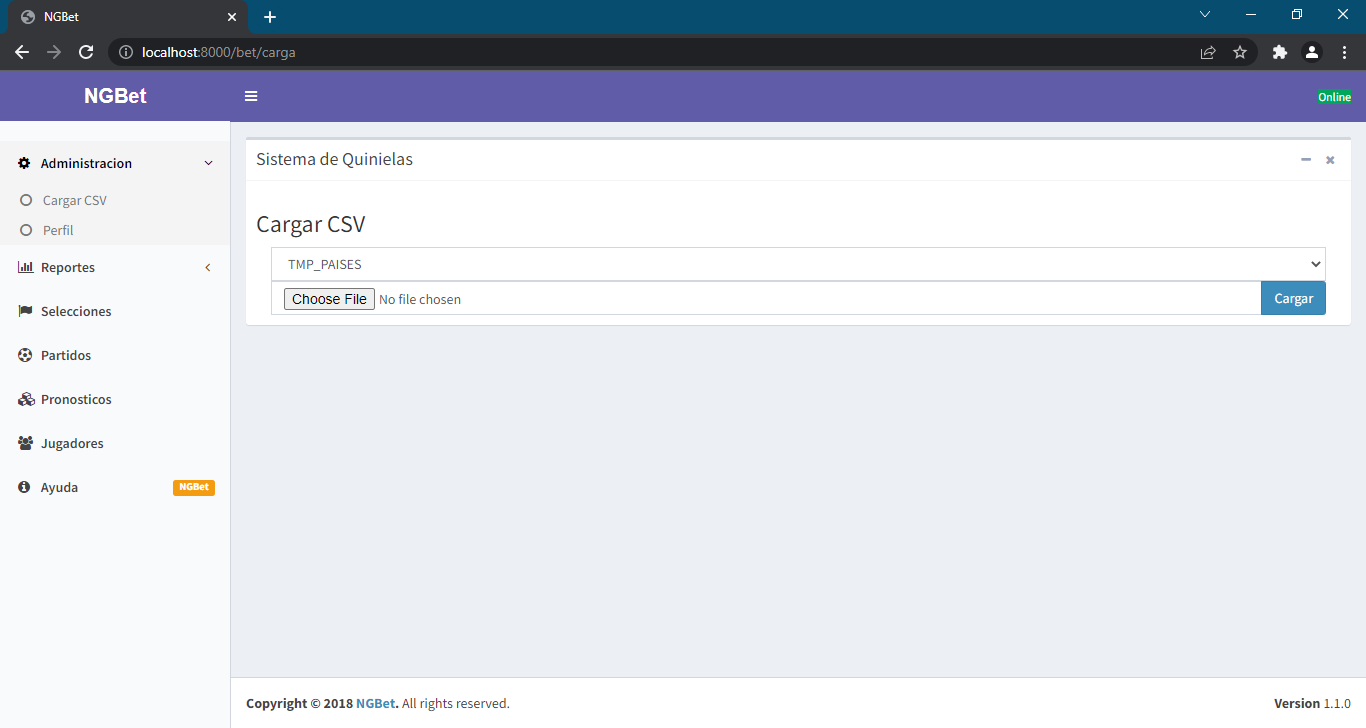 NGBet
localhost:8000/bet/carga
NGBet
Online
Administracion
Cargar CSV
Perfil
Reportes
Selecciones
Partidos
Pronosticos
Jugadores
Ayuda NGBet
Sistema de Quinielas
Cargar CSV
TMP_PAISES
Choose File No file chosen Cargar
Copyright © 2018 NGBet. All rights reserved. Version 1.1.0